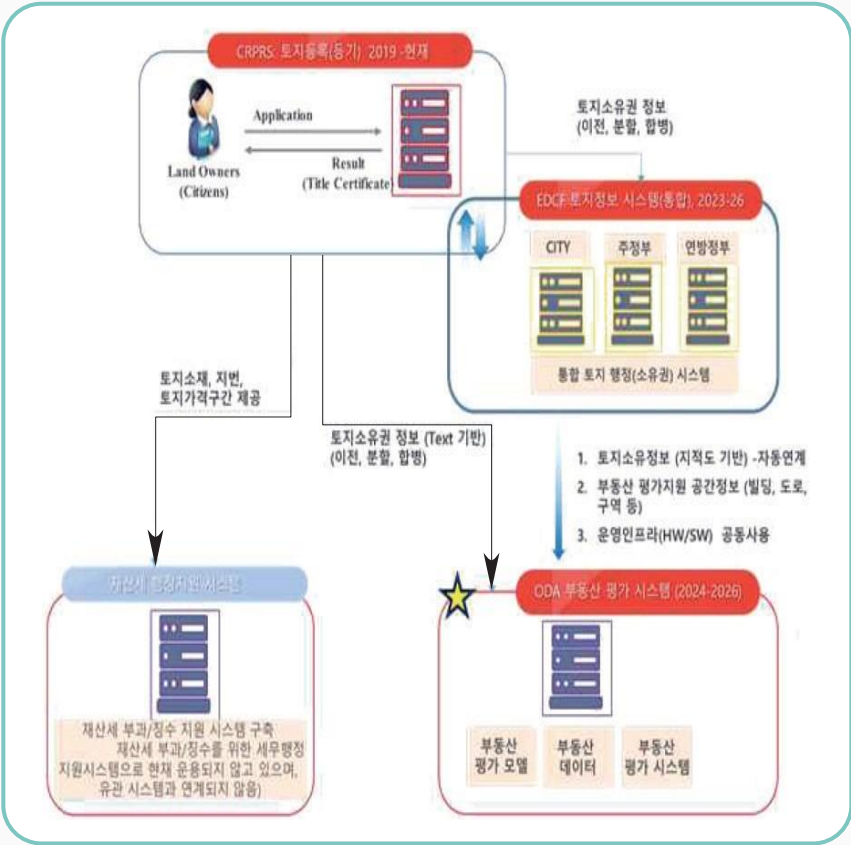 CRPRS: 토지등록(등기) 2019 -현재
Application
Result
(Title Certificate)
Land Owners
(Citizens)
토지소유권 정보
(이전, 분할, 합병)
EDCF 토지정보 시스템(통합), 2023-26
CITY
주정부
연방정부
통합 토지 행정(소유권) 시스템
토지소재, 지번,
토지가격구간 제공
토지소유권 정보 (Text 기반)
(이전, 분할, 합병)
1. 토지소유정보 (지적도 기반) -자동연계
2. 부동산 평가지원 공간정보 (빌딩, 도로,
구역 등)
3. 운영인프라(HW/SW) 공동사용
재산세 행정지원 시스템
재산세 부과/징수 지원 시스템 구축
재산세 부과/징수를 위한 세무행정
지원시스템으로 현재 운용되지 않고 있으며,
유관 시스템과 연계되지 않음)
ODA 부동산 평가 시스템 (2024-2026)
부동산
평가 모델
부동산
데이터
부동산
평가 시스템